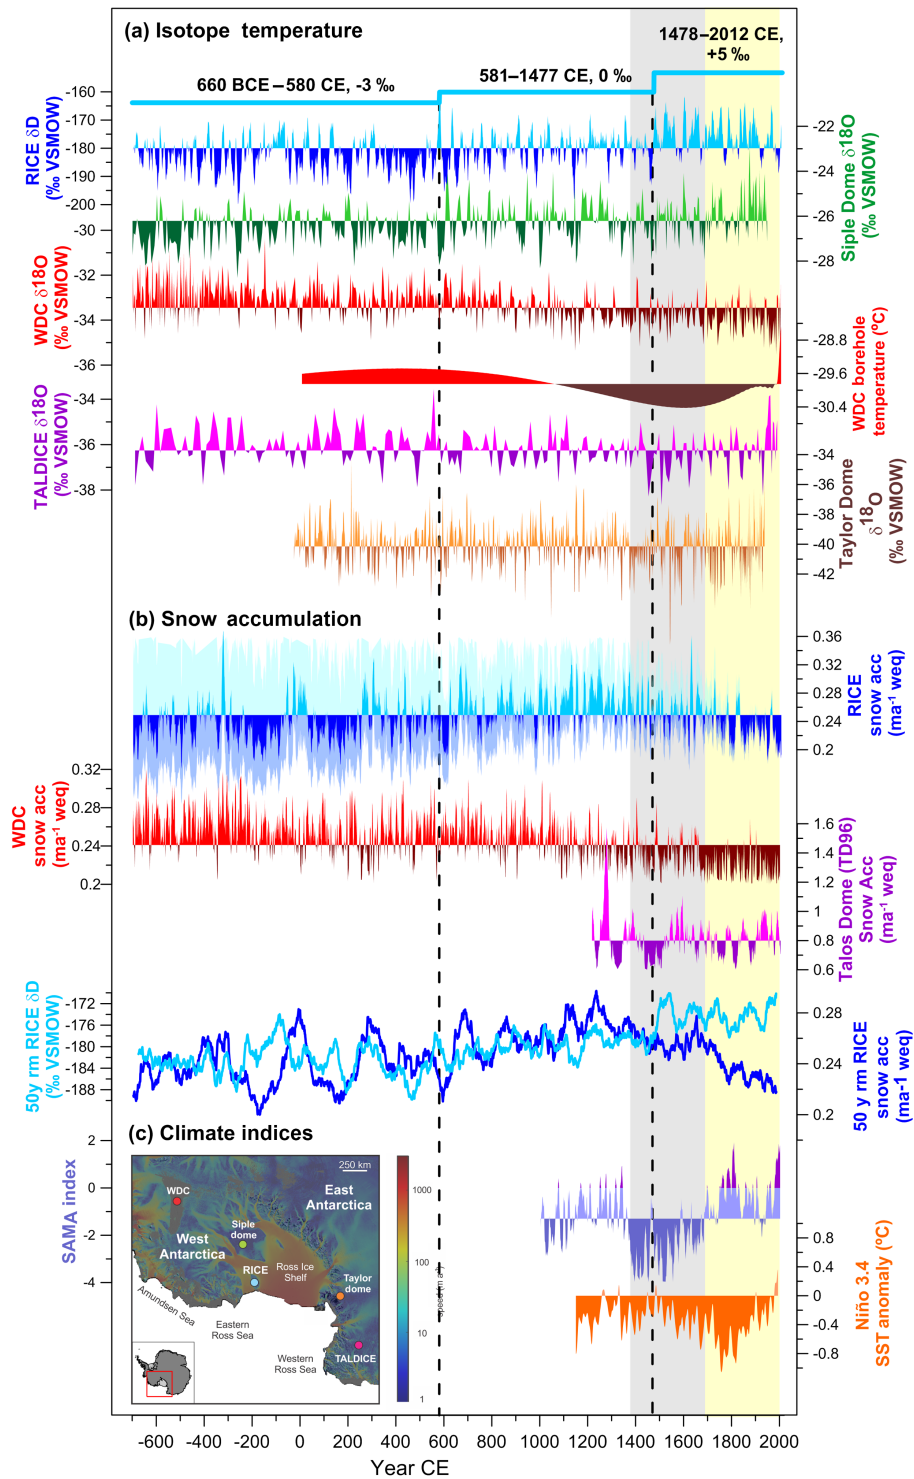 (a) Isotope temperature
1478–2012 CE,
+5 ‰
660 BCE – 580 CE, -3 ‰
581–1477 CE, 0 ‰
RICE δD
(‰ VSMOW)
-160
-170
-180
-190
-200
-22
-24
-26
-28
Siple Dome δ18O
(‰ VSMOW)
WDC δ18O
(‰ VSMOW)
-30
-32
-34
-36
-28.8
-29.6
-30.4
WDC borehole
temperature (ºC)
TALDICE δ18O
(‰ VSMOW)
-34
-36
-38
-34
-36
-38
-40
-42
Taylor Dome
δ18O
(‰ VSMOW)
(b) Snow accumulation
0.36
0.32
0.28
0.24
0.2
RICE
snow acc
(ma-1 weq)
WDC
snow acc
(ma-1 weq)
0.32
0.28
0.24
0.2
1.6
1.4
1.2
1
0.8
0.6
Talos Dome (TD96)
Snow Acc
(ma-1 weq)
50y rm RICE δD
(‰ VSMOW)
-172
-176
-180
-184
-188
0.28
0.24
0.2
50 y rm RICE
snow acc
(ma-1 weq)
(c) Climate indices
SAMA index
2
0
-2
-4
250 km
WDC
East
Antarctica
Siple
dome
West
Antarctica
RICE
Ross Ice
Shelf
Taylor
dome
Amundsen Sea
Eastern
Ross Sea
Western
Ross Sea
TALDICE
1000
100
10
1
0.8
0.4
0
-0.4
-0.8
Niño 3.4
SST anomaly (ºC)
-600 -400 -200 0 200 400 600 800 1000 1200 1400 1600 1800 2000
Year CE